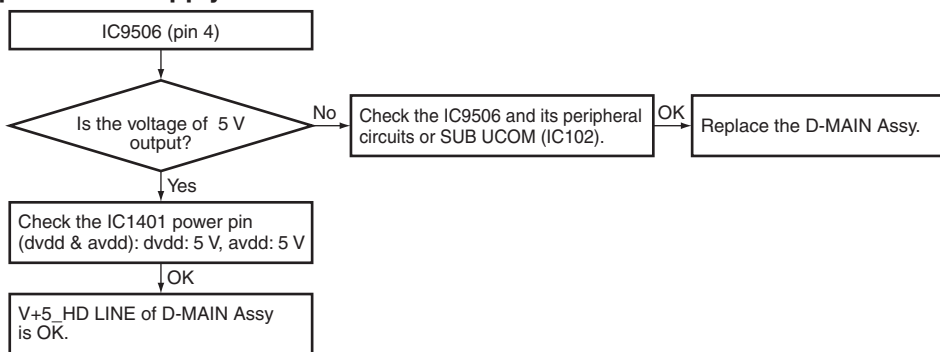 IC9506 (pin 4)
Is the voltage of 5 V
output?
No
Check the IC9506 and its peripheral
circuits or SUB UCOM (IC102).
OK
Replace the D-MAIN Assy.
Yes
Check the IC1401 power pin
(dvdd & avdd): dvdd: 5 V, avdd: 5 V
OK
V+5_HD LINE of D-MAIN Assy
is OK.